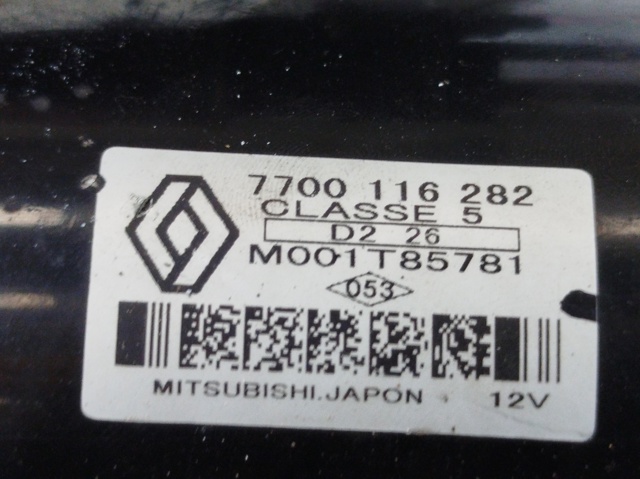 7700 116 282
CLASSE 5
D2 26
M001T85781
053
MITSUBISHI.JAPON 12V